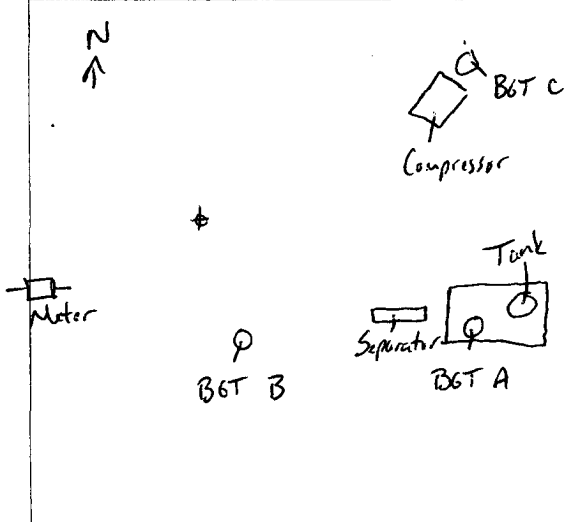 N
BGT C
Compressor
Tank
Meter
Separator
BGT B
BGT A